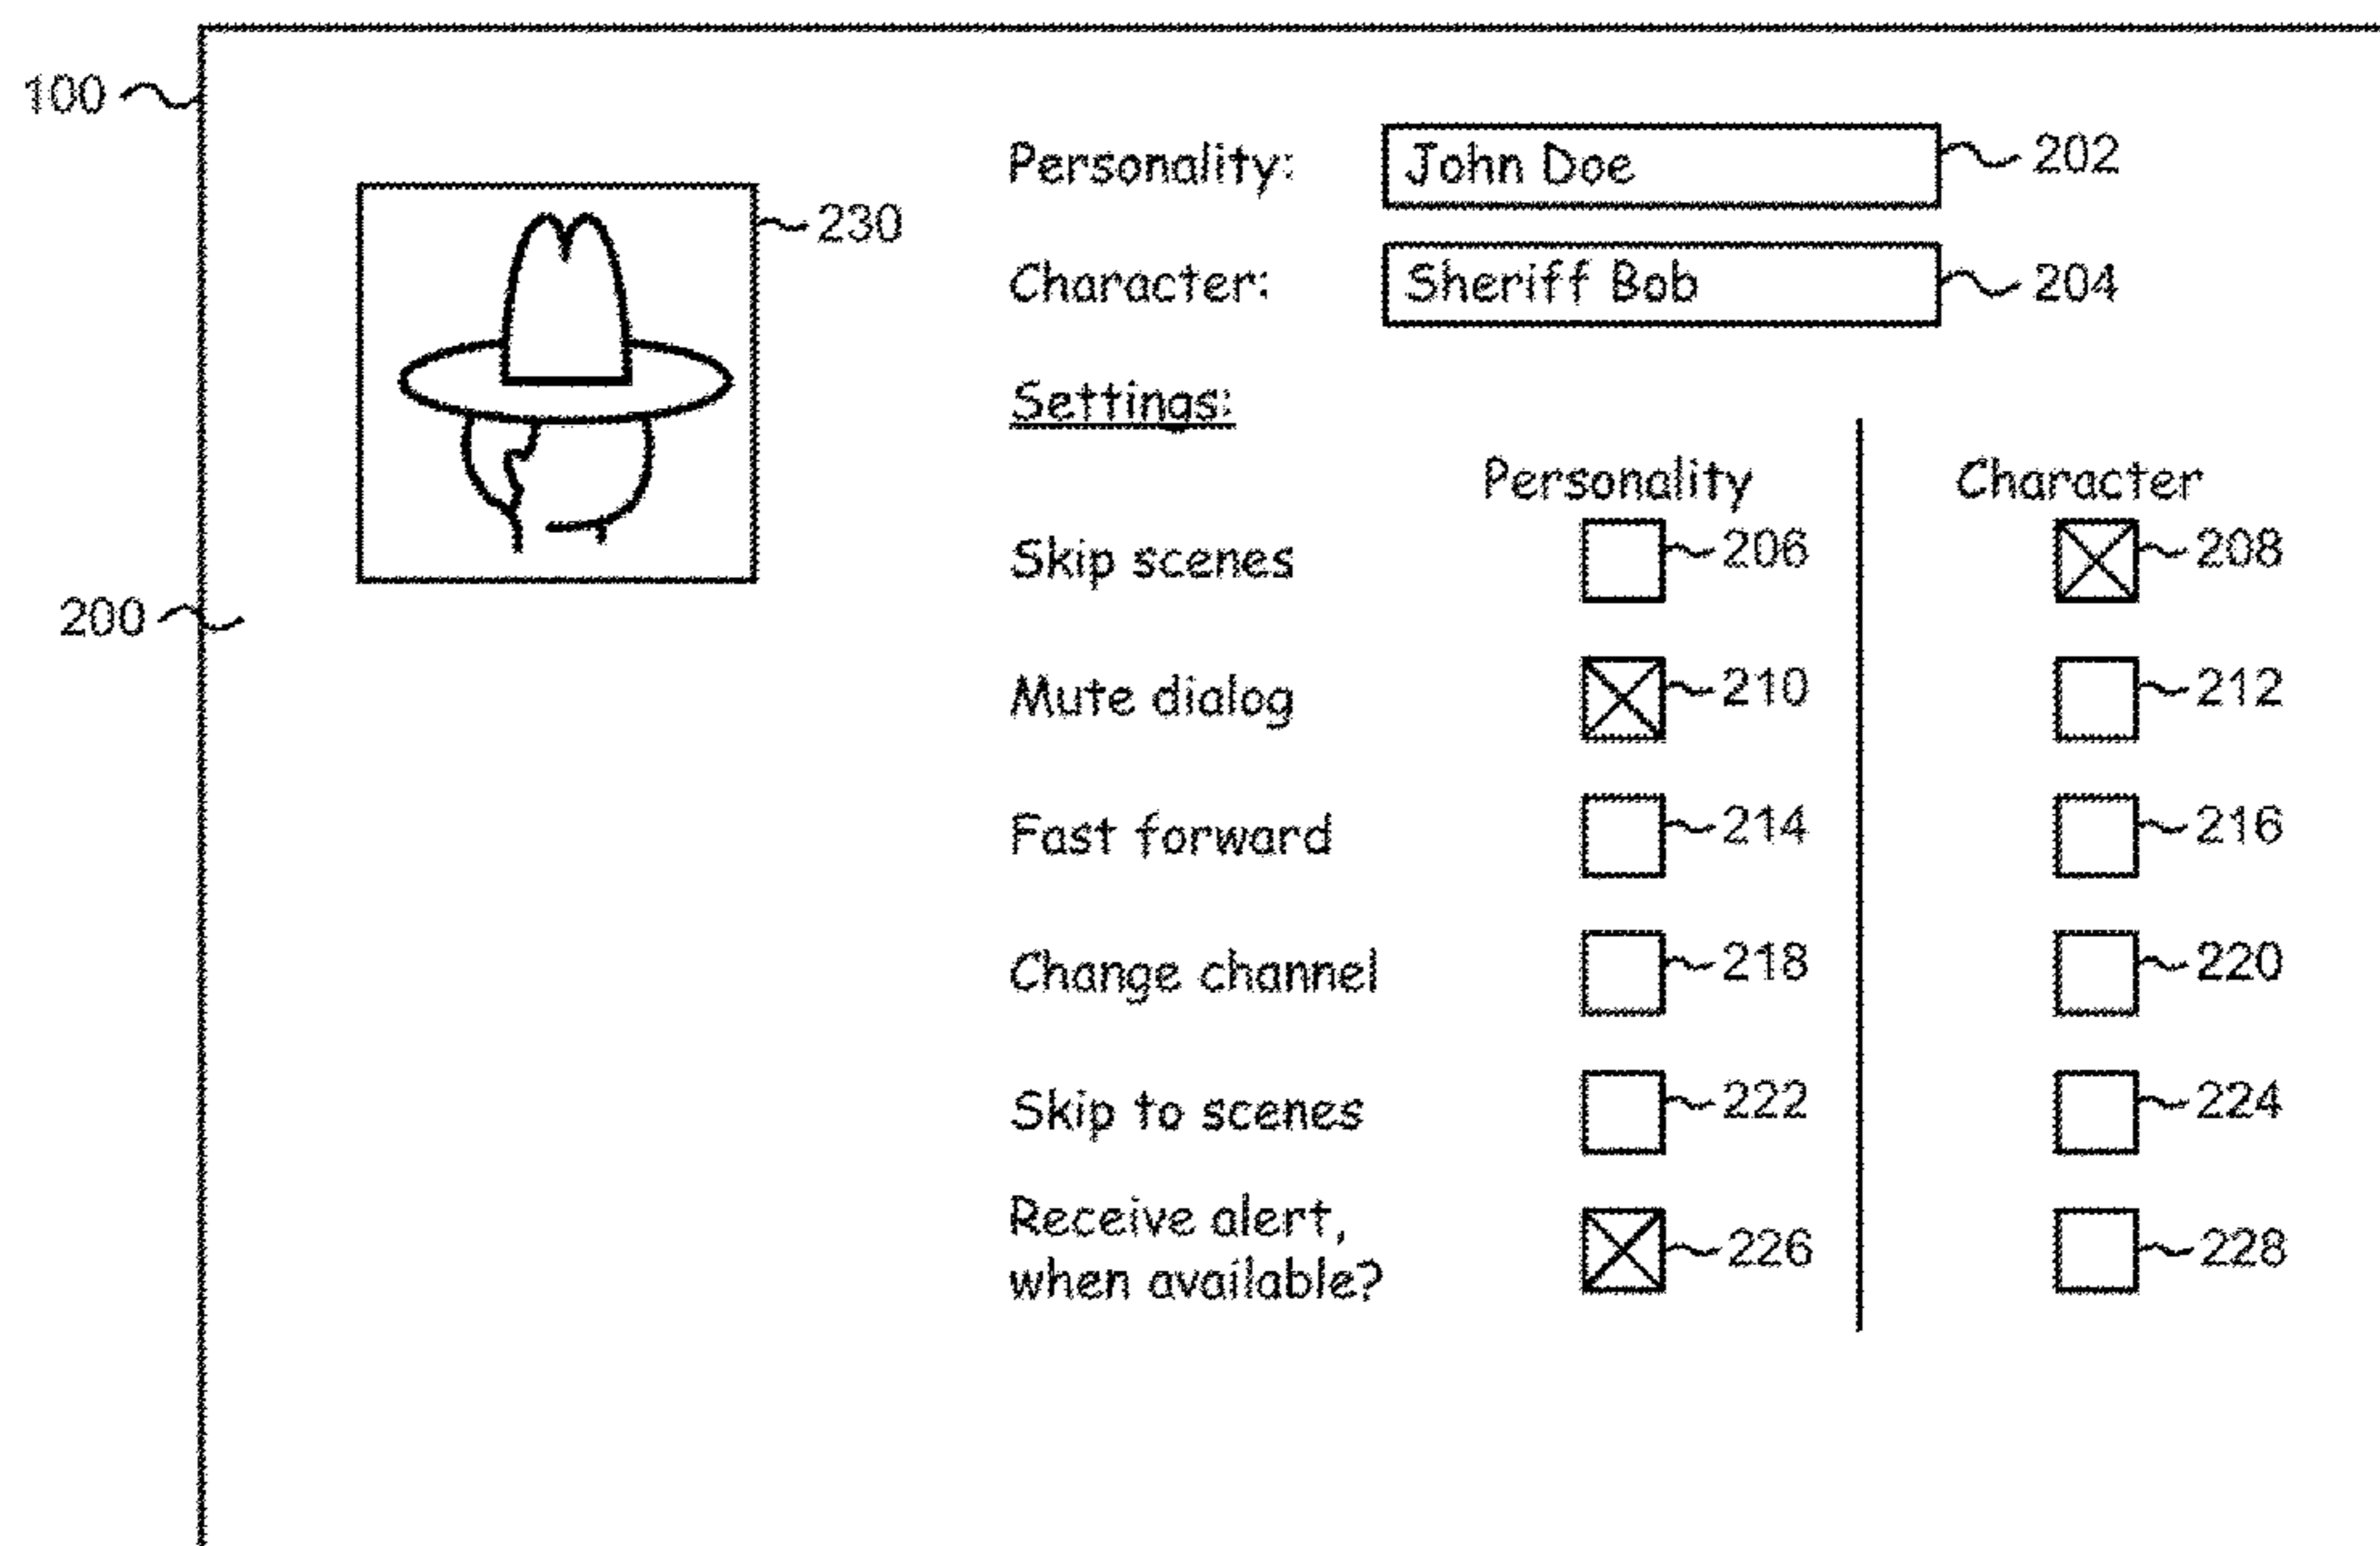 100
Personality: John Doe 202
230
Character: Sheriff Bob 204
Settings:
Personality Character
Skip scenes 206 208
200
Mute dialog 210 212
Fast forward 214 216
Change channel 218 220
Skip to scenes 222 224
Receive alert,
when available? 226 228